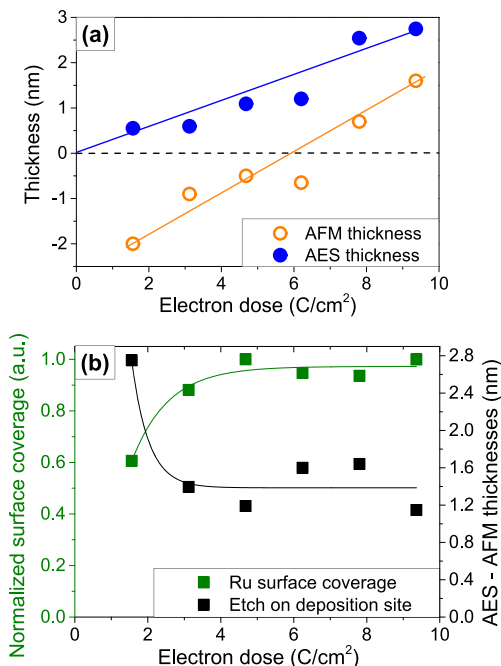 (a)
3
2
1
0
-1
-2
Thickness (nm)
AFM thickness
AES thickness
0 2 4 6 8 10
Electron dose (C/cm²)
(b)
1.0
0.8
0.6
0.4
0.2
0.0
Normalized surface coverage (a.u.)
2.8
2.4
2.0
1.6
1.2
0.8
0.4
0.0
AES - AFM thicknesses (nm)
Ru surface coverage
Etch on deposition site
0 2 4 6 8 10
Electron dose (C/cm²)